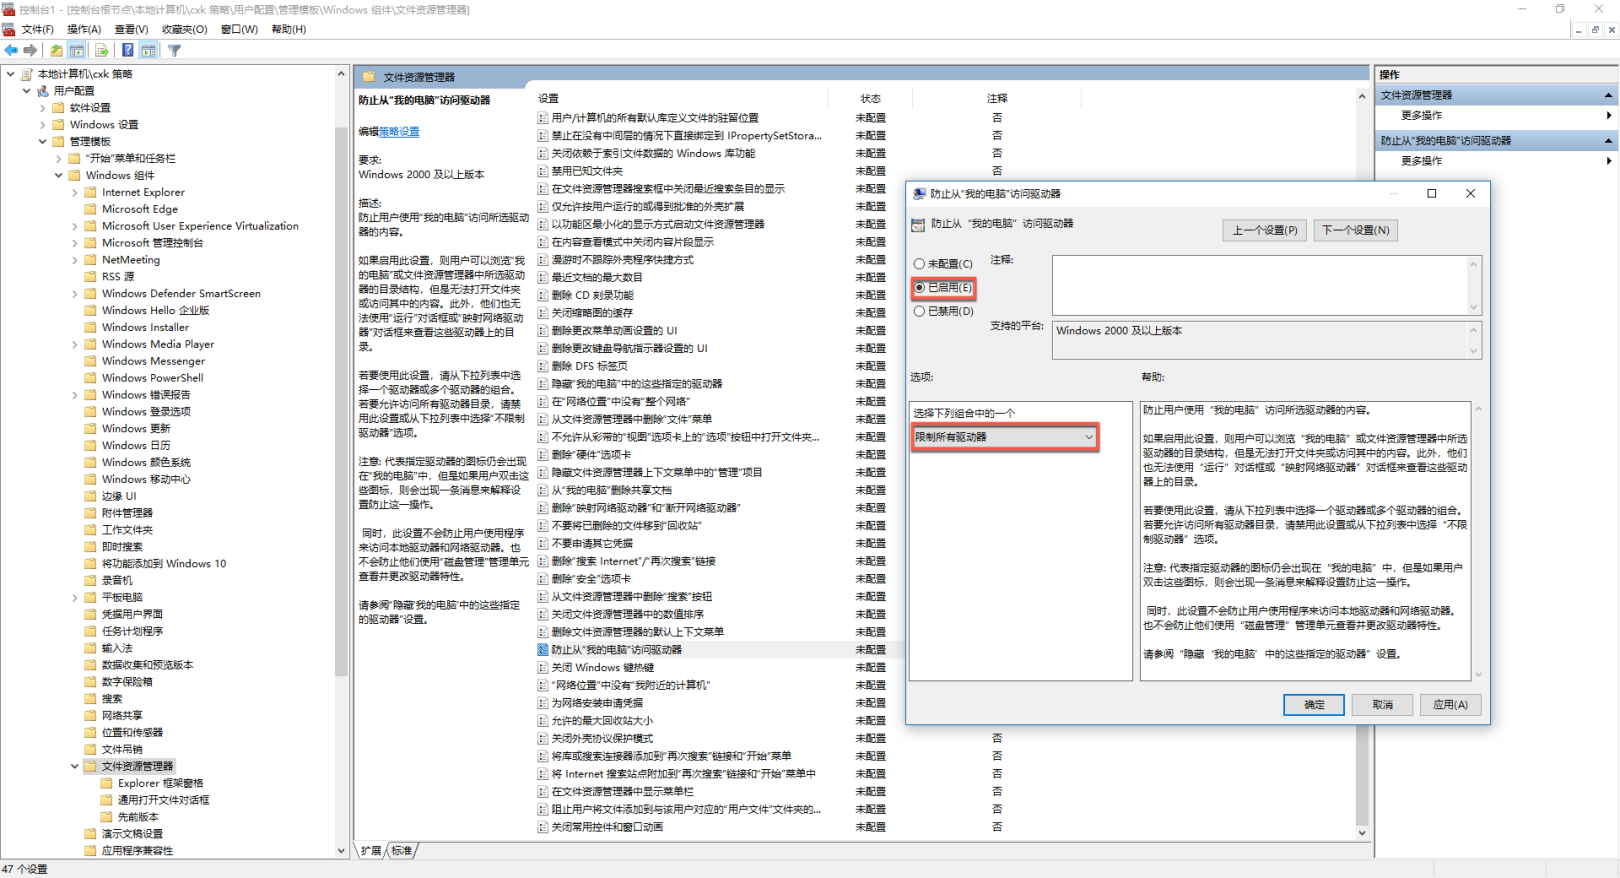 控制台1 - [控制台根节点\本地计算机\cxk 策略\用户配置\管理模板\Windows 组件\文件资源管理器]
文件(F) 操作(A) 查看(V) 收藏夹(O) 窗口(W) 帮助(H)
本地计算机\cxk 策略
用户配置
软件设置
Windows 设置
管理模板
"开始"菜单和任务栏
Windows 组件
Internet Explorer
Microsoft Edge
Microsoft User Experience Virtualization
Microsoft 管理控制台
NetMeeting
RSS 源
Windows Defender SmartScreen
Windows Hello 企业版
Windows Installer
Windows Media Player
Windows Messenger
Windows PowerShell
Windows 错误报告
Windows 登录选项
Windows 更新
Windows 日历
Windows 颜色系统
Windows 移动中心
边缘 UI
附件管理器
工作文件夹
即时搜索
将功能添加到 Windows 10
录音机
平板电脑
凭据用户界面
任务计划程序
输入法
数据收集和预览版本
数字保险箱
搜索
网络共享
位置和传感器
文件吊销
文件资源管理器
Explorer 框架窗格
通用打开文件对话框
先前版本
演示文稿设置
应用程序兼容性
文件资源管理器
防止从"我的电脑"访问驱动器
编辑策略设置
要求:
Windows 2000 及以上版本
描述:
防止用户使用"我的电脑"访问所选驱动
器的内容。
如果启用此设置，则用户可以浏览"我
的电脑"或文件资源管理器中所选驱动
器的目录结构，但是无法打开文件夹
或访问其中的内容。此外，他们也无
法使用"运行"对话框或"映射网络驱动
器"对话框来查看这些驱动器上的目
录。
若要使用此设置，请从下拉列表中选
择一个驱动器或多个驱动器的组合。
若要允许访问所有驱动器目录，请禁
用此设置或从下拉列表中选择"不限制
驱动器"选项。
注意: 代表指定驱动器的图标仍会出现
在"我的电脑"中，但是如果用户双击这
些图标，则会出现一条消息来解释设
置防止这一操作。
同时，此设置不会防止用户使用程序
来访问本地驱动器和网络驱动器。也
不会防止他们使用"磁盘管理"管理单元
查看并更改驱动器特性。
请参阅"隐藏'我的电脑'中的这些指定
的驱动器"设置。
设置 状态 注释
用户/计算机的所有默认库定义文件的驻留位置 未配置 否
禁止在没有中间层的情况下直接绑定到 IPropertySetStora... 未配置 否
关闭依赖于索引文件数据的 Windows 库功能 未配置 否
禁用已知文件夹 未配置 否
在文件资源管理器搜索框中关闭最近搜索条目的显示 未配置
仅允许按用户运行的或得到批准的外壳扩展 未配置
以功能区最小化的显示方式启动文件资源管理器 未配置
在内容查看模式中关闭内容片段显示 未配置
漫游时不跟踪外壳程序快捷方式 未配置
最近文档的最大数目 未配置
删除 CD 刻录功能 未配置
关闭缩略图的缓存 未配置
删除更改菜单动画设置的 UI 未配置
删除更改键盘导航指示器设置的 UI 未配置
删除 DFS 标签页 未配置
隐藏"我的电脑"中的这些指定的驱动器 未配置
在"网络位置"中没有"整个网络" 未配置
从文件资源管理器中删除"文件"菜单 未配置
不允许从彩带的"视图"选项卡上的"选项"按钮中打开文件夹... 未配置
删除"硬件"选项卡 未配置
隐藏文件资源管理器上下文菜单中的"管理"项目 未配置
从"我的电脑"删除共享文档 未配置
删除"映射网络驱动器"和"断开网络驱动器" 未配置
不要将已删除的文件移到"回收站" 未配置
不要申请其它凭据 未配置
删除"搜索 Internet"/"再次搜索"链接 未配置
删除"安全"选项卡 未配置
从文件资源管理器中删除"搜索"按钮 未配置
关闭文件资源管理器中的数值排序 未配置
删除文件资源管理器的默认上下文菜单 未配置
防止从"我的电脑"访问驱动器 未配置
关闭 Windows 键热键 未配置
"网络位置"中没有"我附近的计算机" 未配置
为网络安装申请凭据 未配置
允许的最大回收站大小 未配置
关闭外壳协议保护模式 未配置 否
将库或搜索连接器添加到"再次搜索"链接和"开始"菜单 未配置 否
将 Internet 搜索站点附加到"再次搜索"链接和"开始"菜单中 未配置 否
在文件资源管理器中显示菜单栏 未配置 否
阻止用户将文件添加到与该用户对应的"用户文件"文件夹的... 未配置 否
关闭常用控件和窗口动画 未配置 否
扩展 标准
47 个设置
操作
文件资源管理器
更多操作
防止从"我的电脑"访问驱动器
更多操作
防止从"我的电脑"访问驱动器
防止从 "我的电脑" 访问驱动器
上一个设置(P) 下一个设置(N)
未配置(C)
已启用(E)
已禁用(D)
注释:
支持的平台:
Windows 2000 及以上版本
选项:
帮助:
选择下列组合中的一个
限制所有驱动器
防止用户使用 "我的电脑" 访问所选驱动器的内容。
如果启用此设置，则用户可以浏览 "我的电脑" 或文件资源管理器中所选
驱动器的目录结构，但是无法打开文件夹或访问其中的内容。此外，他们
也无法使用 "运行" 对话框或 "映射网络驱动器" 对话框来查看这些驱动
器上的目录。
若要使用此设置，请从下拉列表中选择一个驱动器或多个驱动器的组合。
若要允许访问所有驱动器目录，请禁用此设置或从下拉列表中选择 "不限
制驱动器" 选项。
注意: 代表指定驱动器的图标仍会出现在 "我的电脑" 中，但是如果用户
双击这些图标，则会出现一条消息来解释设置防止这一操作。
同时，此设置不会防止用户使用程序来访问本地驱动器和网络驱动器。
也不会防止他们使用 "磁盘管理" 管理单元查看并更改驱动器特性。
请参阅 "隐藏 '我的电脑' 中的这些指定的驱动器" 设置。
确定 取消 应用(A)